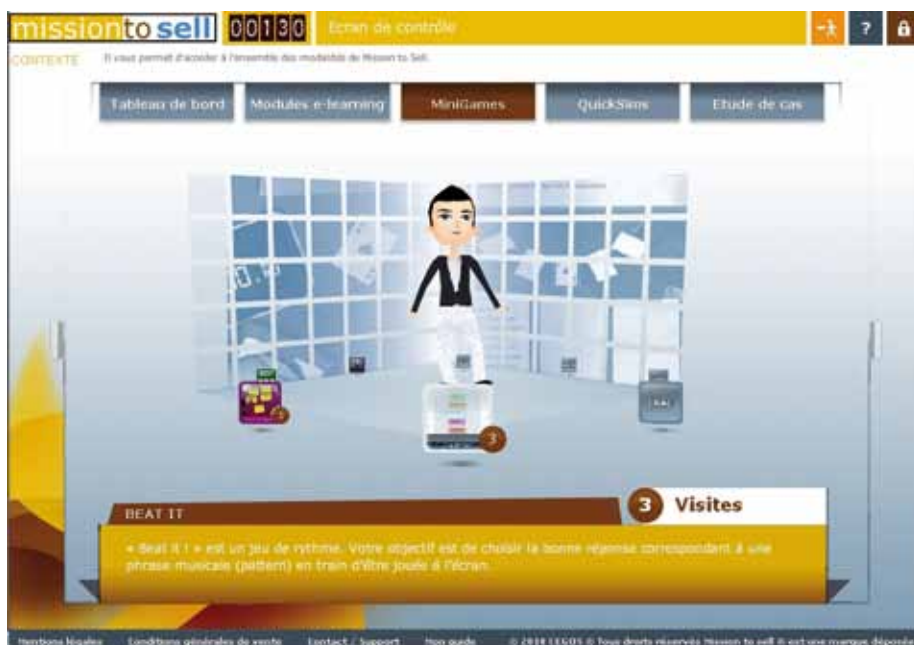 missionto sell 00130 Ecran de contrôle ?
CONTEXTE Il vous permet d'accéder à l'ensemble des modalités de Mission to Sell.
Tableau de bord Modules e-learning MiniGames QuickSims Etude de cas
3
BEAT IT 3 Visites
« Beat it ! » est un jeu de rythme. Votre objectif est de choisir la bonne réponse correspondant à une
phrase musicale (pattern) en train d'être jouée à l'écran.
Mentions légales Conditions générales de vente Contact / Support Mon guide © 2010 CEGOS © Tous droits réservés Mission to sell ® est une marque déposée